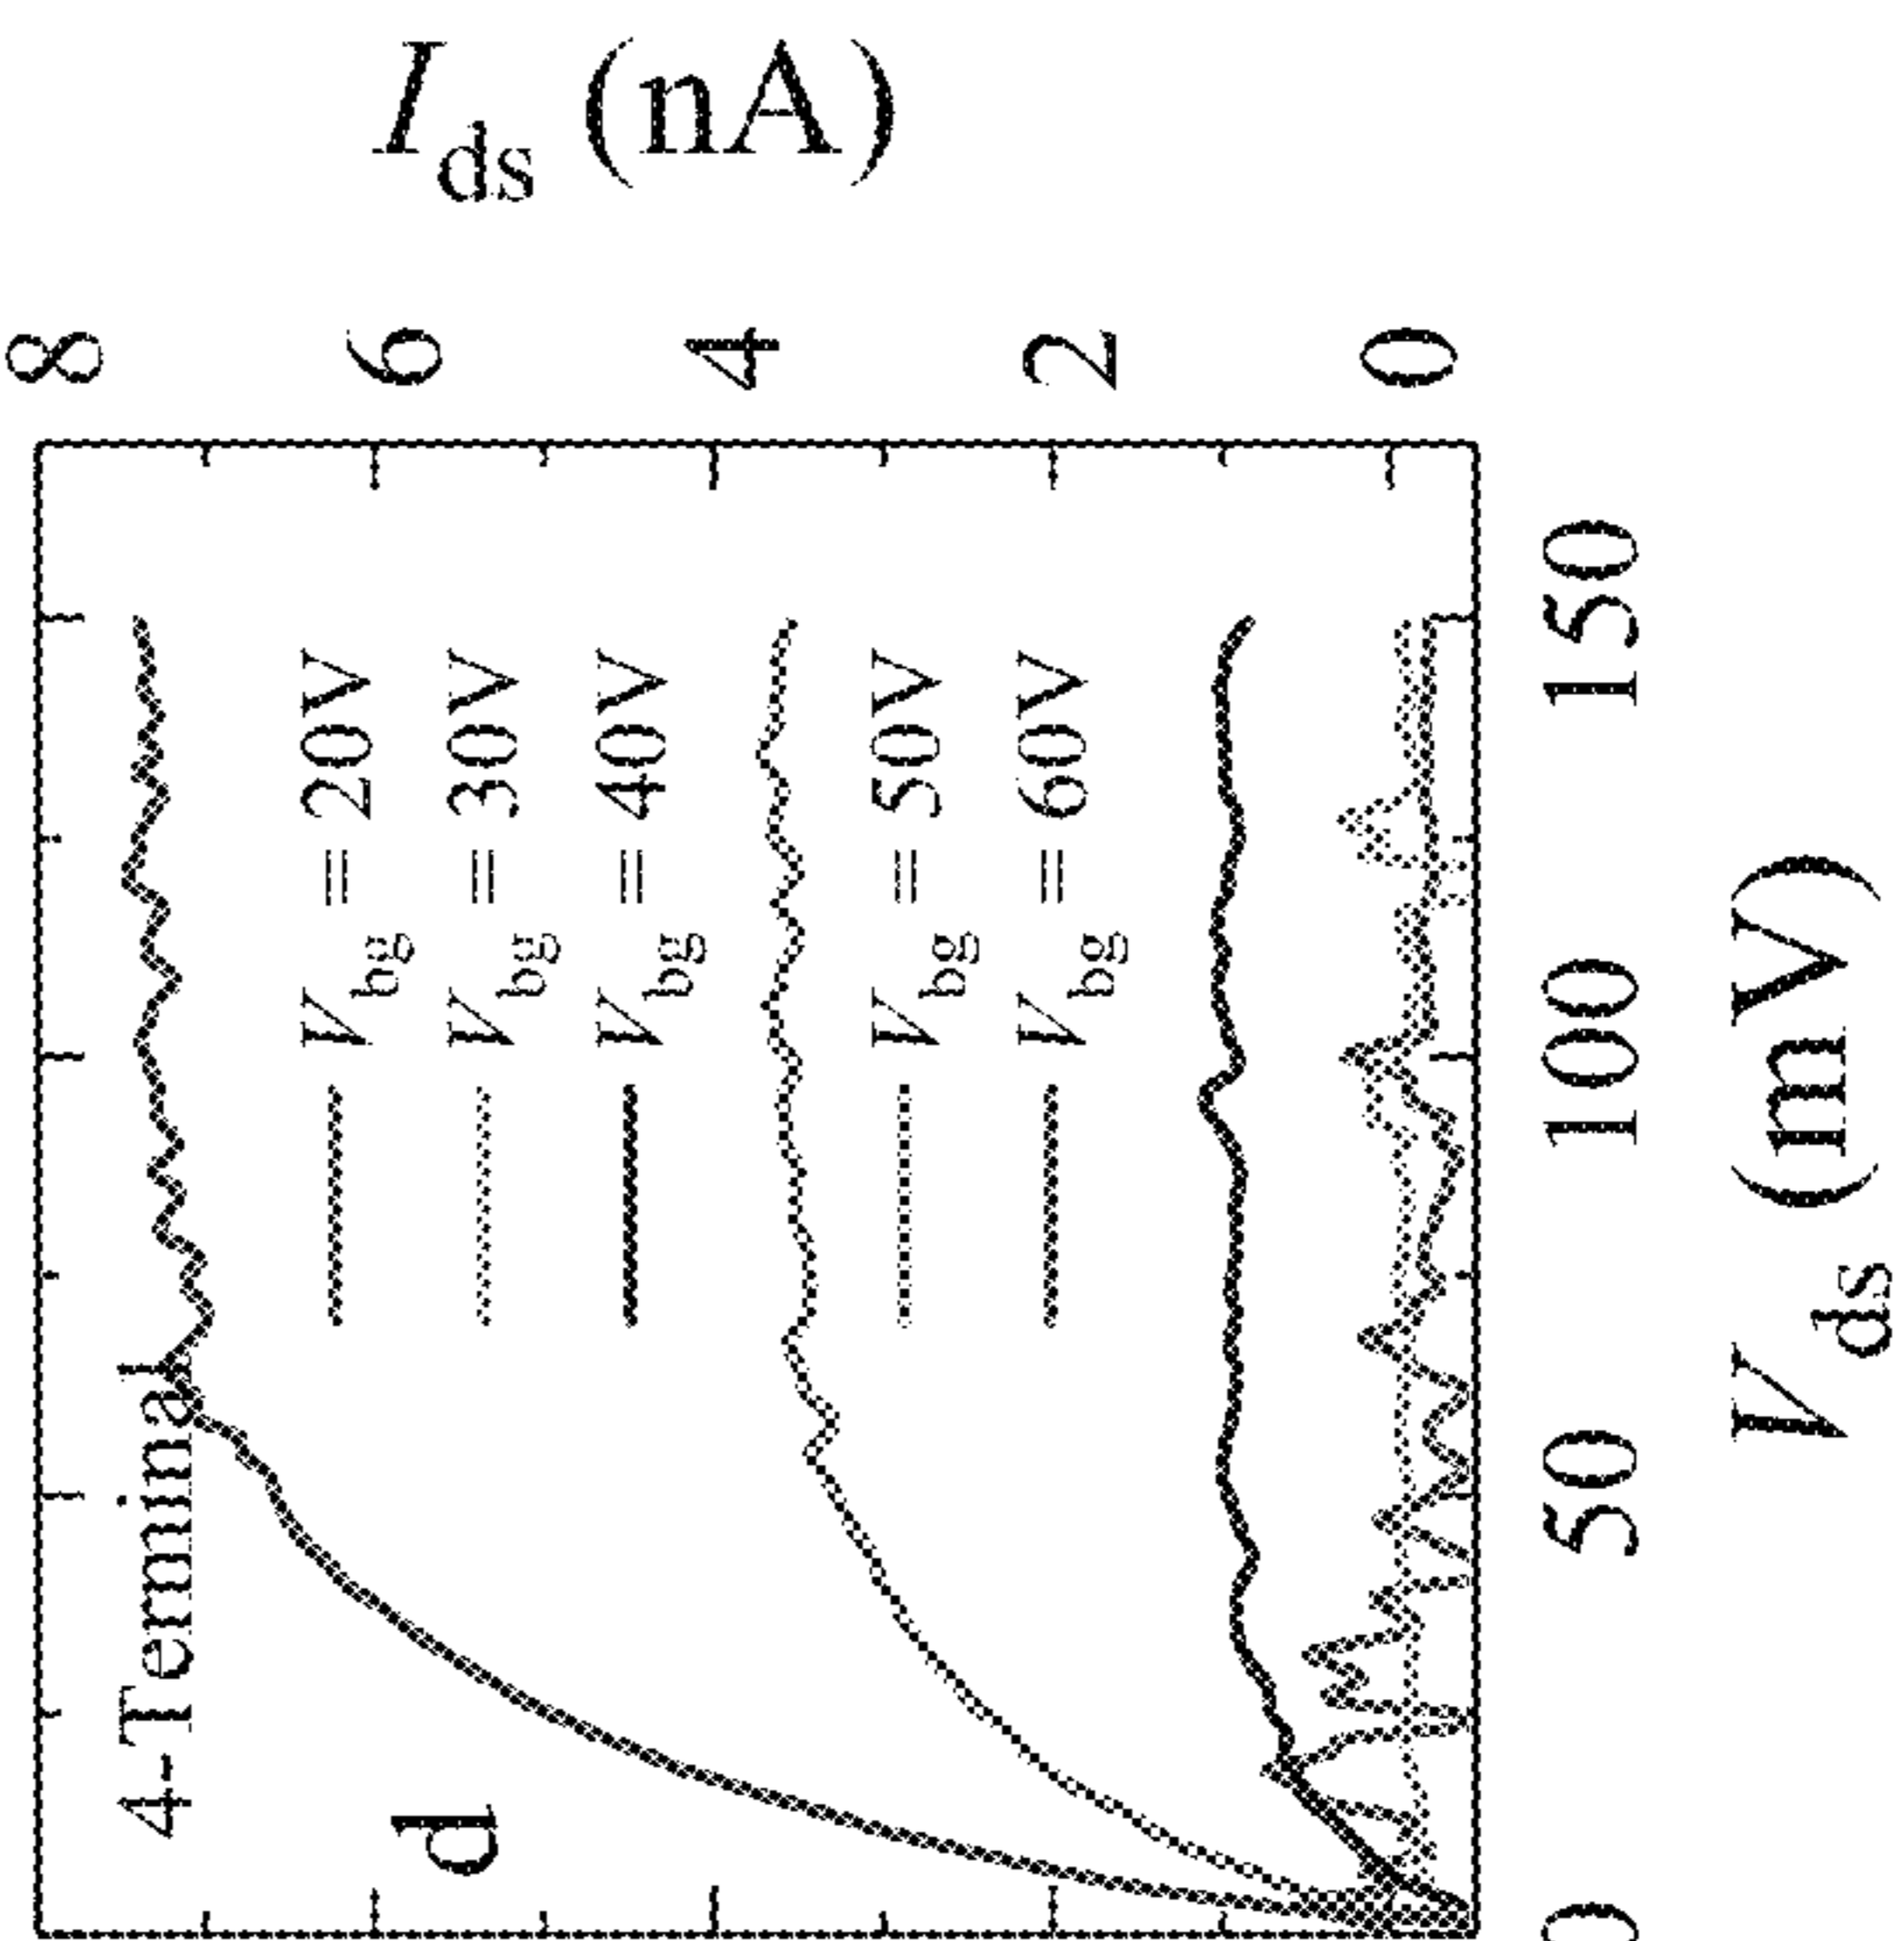 I_ds (nA)
8
6
4
2
0
4-Terminal
d
V_bg = 20V
V_bg = 30V
V_bg = 40V
V_bg = 50V
V_bg = 60V
0
50
100
150
V_ds (mV)